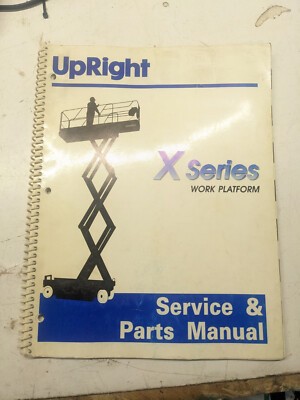 UpRight
X Series
WORK PLATFORM
Service &
Parts Manual